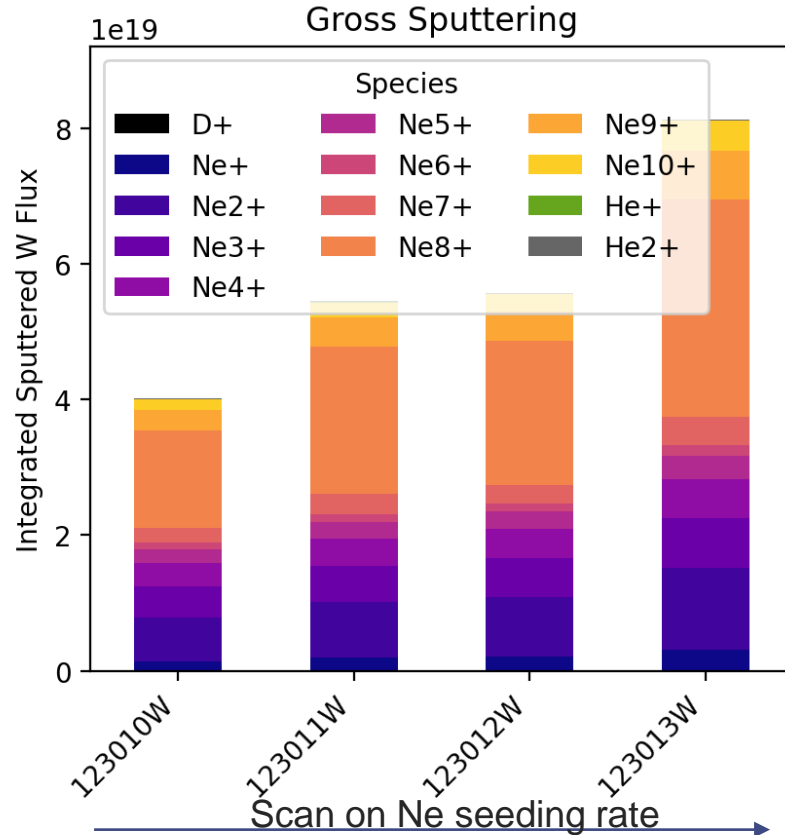 Gross Sputtering
1e19
Integrated Sputtered W Flux
8
6
4
2
0
Species
D+ Ne5+ Ne9+
Ne+ Ne6+ Ne10+
Ne2+ Ne7+ He+
Ne3+ Ne8+ He2+
Ne4+
123010W 123011W 123012W 123013W
Scan on Ne seeding rate